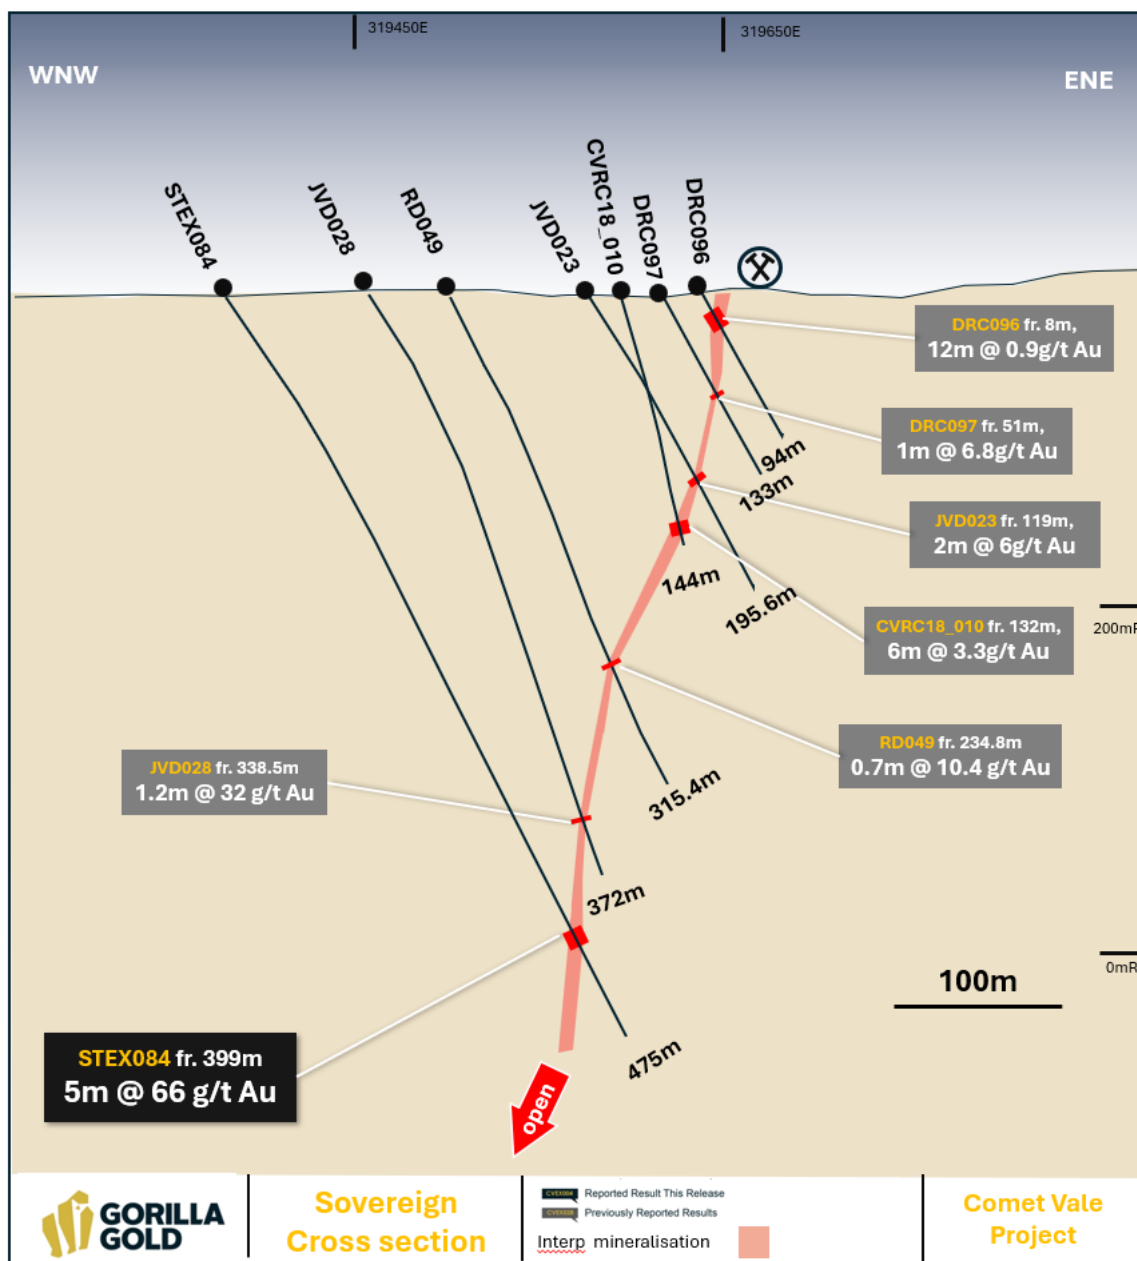 319450E
319650E
WNW
ENE
STEX084
JVD028
RD049
JVD023
CVRC18_010
DRC097
DRC096
DRC096 fr. 8m,
12m @ 0.9g/t Au
DRC097 fr. 51m,
1m @ 6.8g/t Au
94m
133m
JVD023 fr. 119m,
2m @ 6g/t Au
144m
195.6m
CVRC18_010 fr. 132m,
6m @ 3.3g/t Au
200mR
RD049 fr. 234.8m
0.7m @ 10.4 g/t Au
JVD028 fr. 338.5m
1.2m @ 32 g/t Au
315.4m
372m
0mR
100m
STEX084 fr. 399m
5m @ 66 g/t Au
475m
open
GORILLA
GOLD
Sovereign
Cross section
Reported Result This Release
Previously Reported Results
Interp mineralisation
Comet Vale
Project